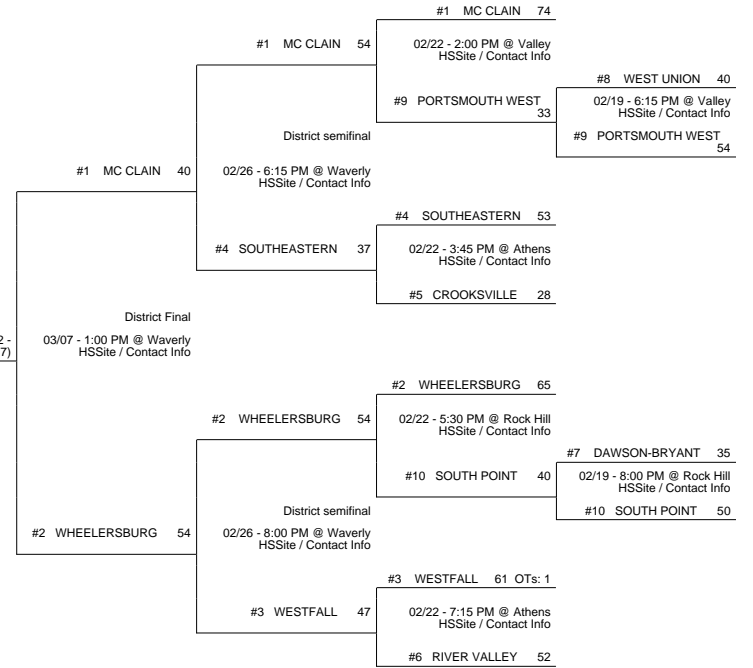 #1 MC CLAIN 74
#1 MC CLAIN 54
02/22 - 2:00 PM @ Valley
HSSite / Contact Info
#8 WEST UNION 40
#9 PORTSMOUTH WEST
33
02/19 - 6:15 PM @ Valley
HSSite / Contact Info
District semifinal
#9 PORTSMOUTH WEST
54
#1 MC CLAIN 40
02/26 - 6:15 PM @ Waverly
HSSite / Contact Info
#4 SOUTHEASTERN 53
#4 SOUTHEASTERN 37
02/22 - 3:45 PM @ Athens
HSSite / Contact Info
#5 CROOKSVILLE 28
District Final
2 -
7)
03/07 - 1:00 PM @ Waverly
HSSite / Contact Info
#2 WHEELERSBURG 65
#2 WHEELERSBURG 54
02/22 - 5:30 PM @ Rock Hill
HSSite / Contact Info
#7 DAWSON-BRYANT 35
#10 SOUTH POINT 40
02/19 - 8:00 PM @ Rock Hill
HSSite / Contact Info
District semifinal
#10 SOUTH POINT 50
#2 WHEELERSBURG 54
02/26 - 8:00 PM @ Waverly
HSSite / Contact Info
#3 WESTFALL 61 OTs: 1
#3 WESTFALL 47
02/22 - 7:15 PM @ Athens
HSSite / Contact Info
#6 RIVER VALLEY 52